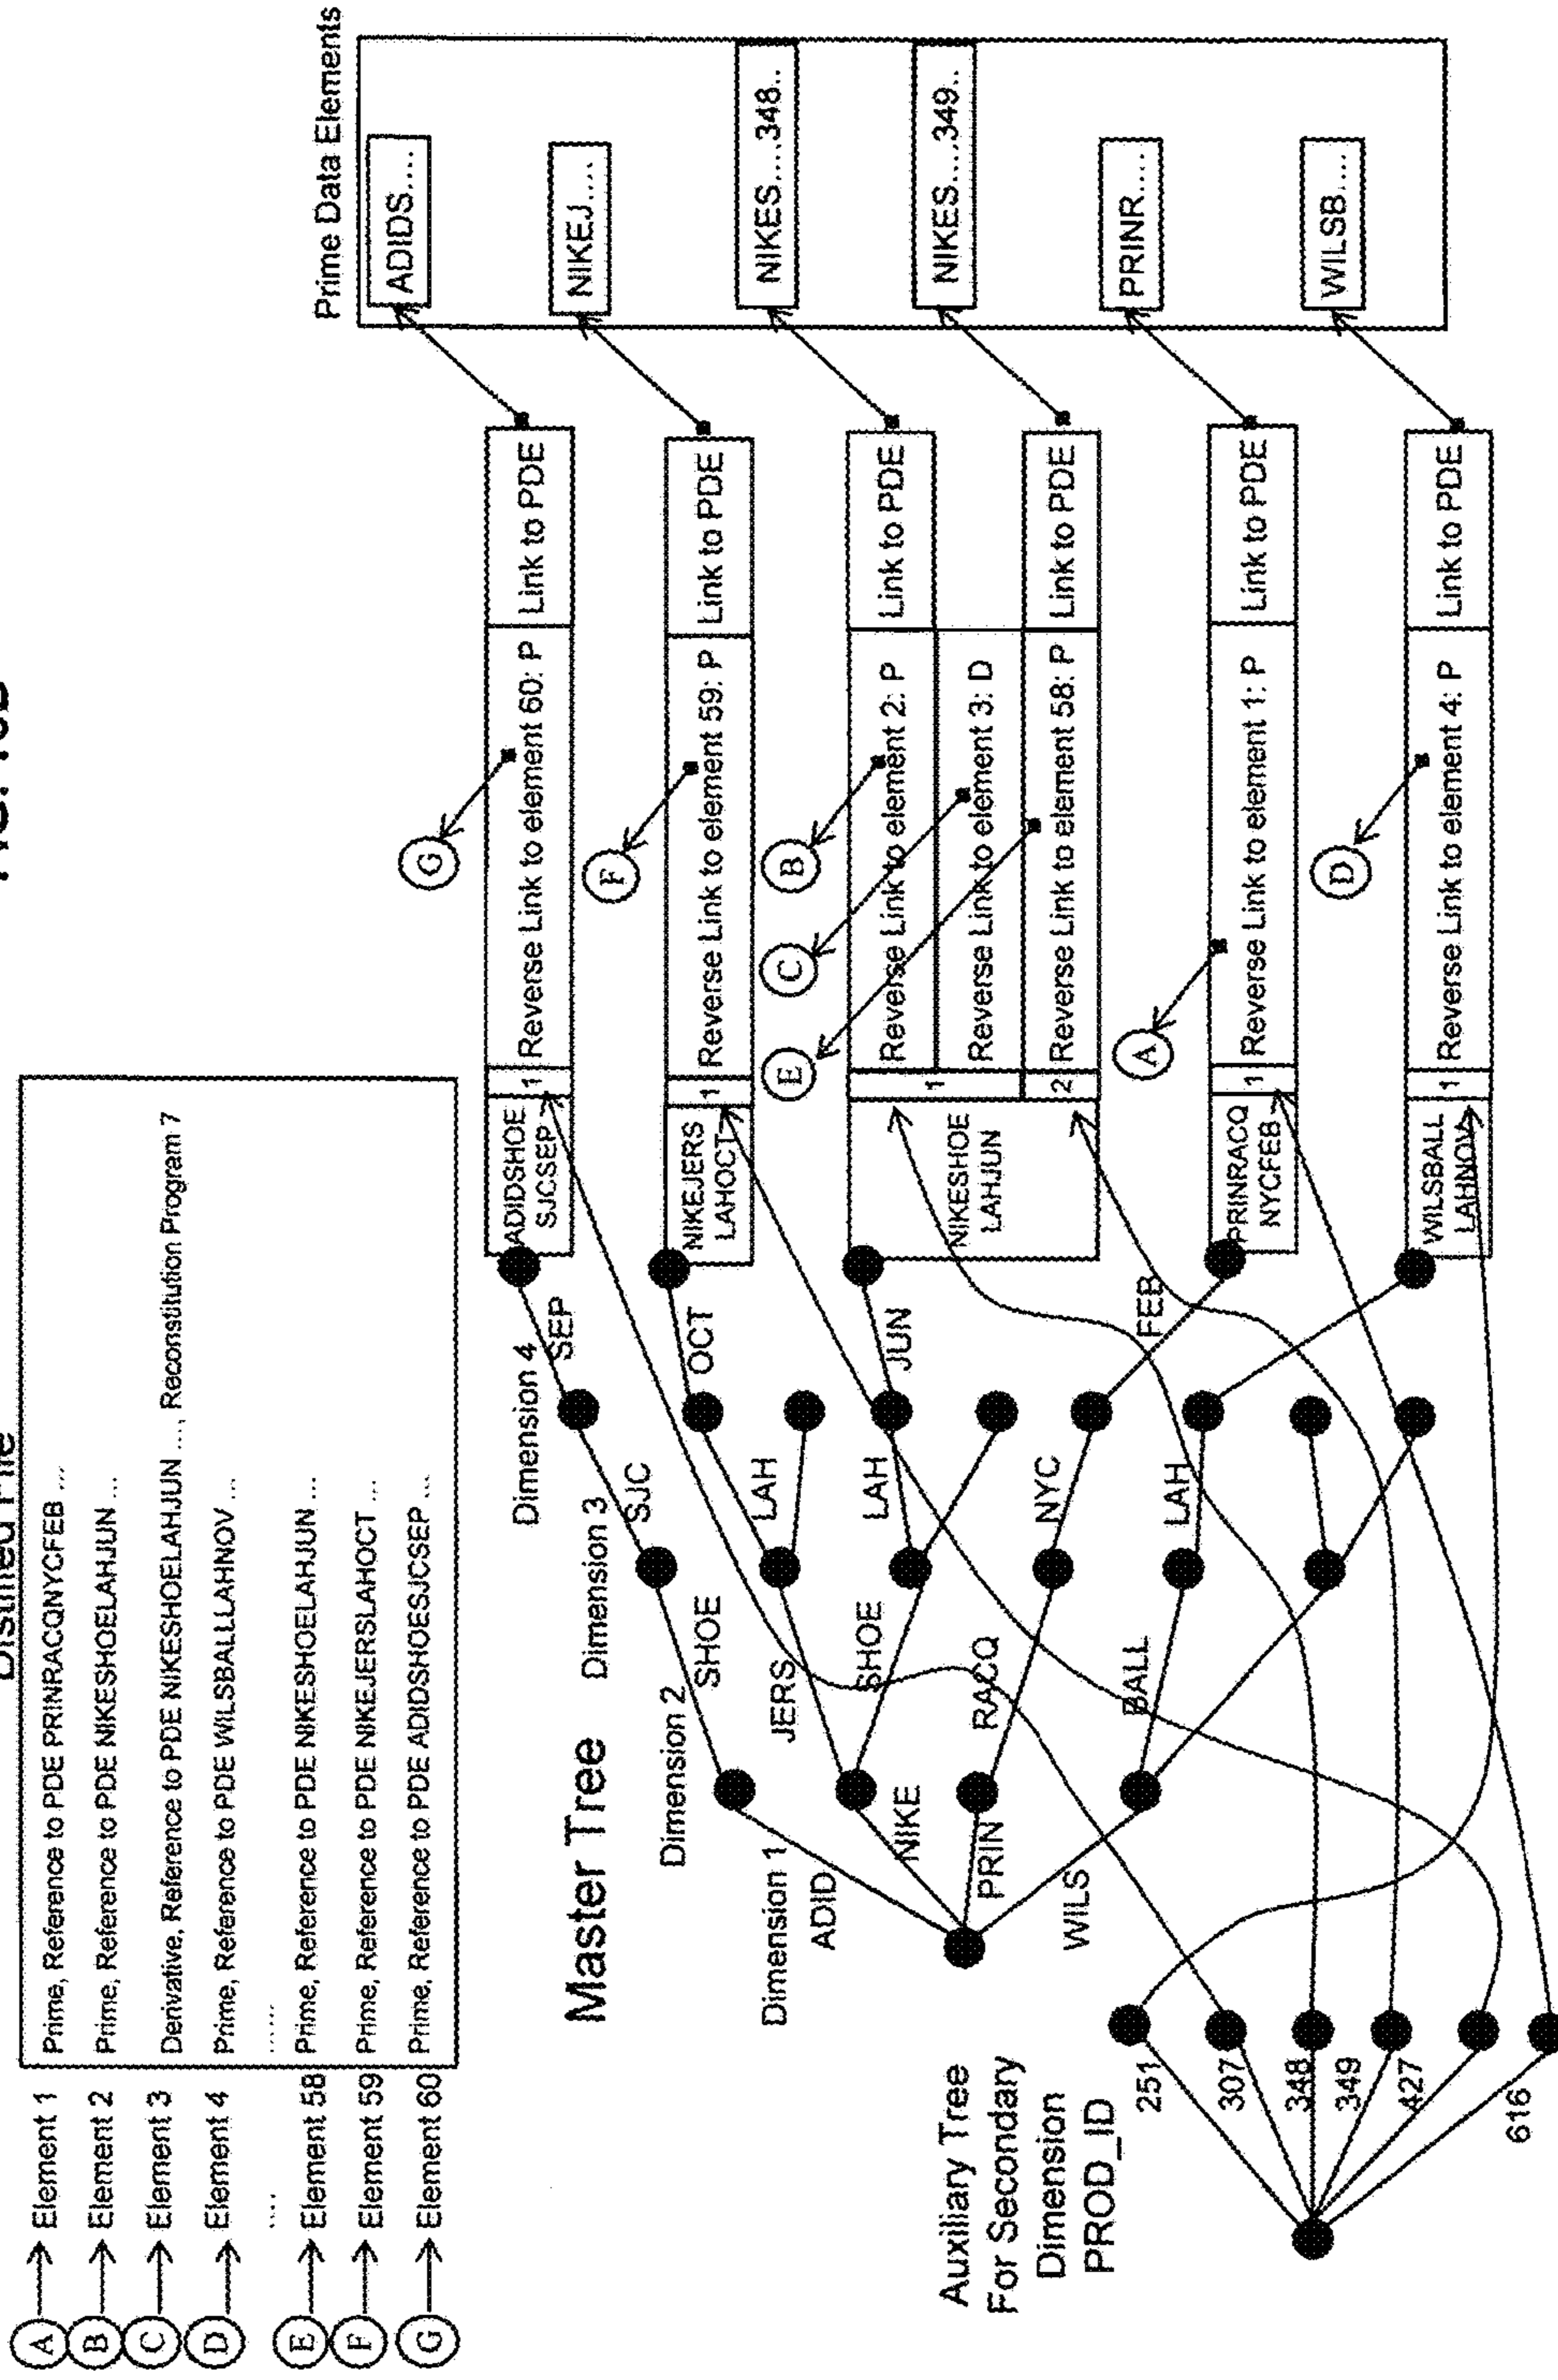 Distilled File
A Element 1 Prime, Reference to PDE PRINRACQNYCFEB ...
B Element 2 Prime, Reference to PDE NIKESHOELAHJUN ...
C Element 3 Derivative, Reference to PDE NIKESHOELAHJUN ..., Reconstitution Program 7
D Element 4 Prime, Reference to PDE WILSBALLLAHNOV ...
.... .....
E Element 58 Prime, Reference to PDE NIKESHOELAHJUN ...
F Element 59 Prime, Reference to PDE NIKEJERSLAHOCT ...
G Element 60 Prime, Reference to PDE ADIDSHOESJCSEP ...
Prime Data Elements
ADIDS....
NIKEJ....
NIKES....348..
NIKES....349..
PRINR....
WILSB....
Master Tree
Dimension 1
Dimension 2
Dimension 3
Dimension 4
ADID
NIKE
PRIN
WILS
SHOE
JERS
SHOE
RACQ
BALL
SJC
LAH
LAH
NYC
LAH
SEP
OCT
JUN
FEB
G
ADIDSHOE
SJCSEP
1
Reverse Link to element 60: P
Link to PDE
F
NIKEJERS
LAHOCT
1
Reverse Link to element 59: P
Link to PDE
B
C
E
NIKESHOE
LAHJUN
1
Reverse Link to element 2: P
Link to PDE
Reverse Link to element 3: D
2
Reverse Link to element 58: P
Link to PDE
A
PRINRACQ
NYCFEB
1
Reverse Link to element 1: P
Link to PDE
D
WILSBALL
LAHNOV
1
Reverse Link to element 4: P
Link to PDE
Auxiliary Tree
For Secondary
Dimension
PROD_ID
251
307
348
349
427
616